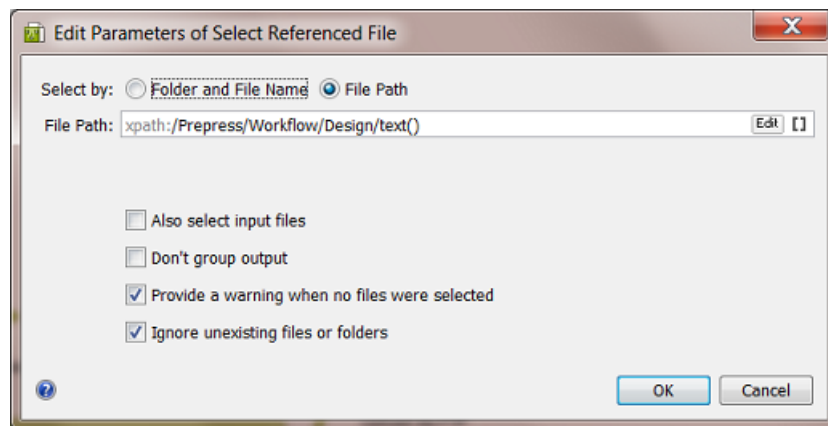 Edit Parameters of Select Referenced File
Select by: Folder and File Name File Path
File Path: xpath:/Prepress/Workflow/Design/text() Edit []
Also select input files
Don't group output
Provide a warning when no files were selected
Ignore unexisting files or folders
OK Cancel